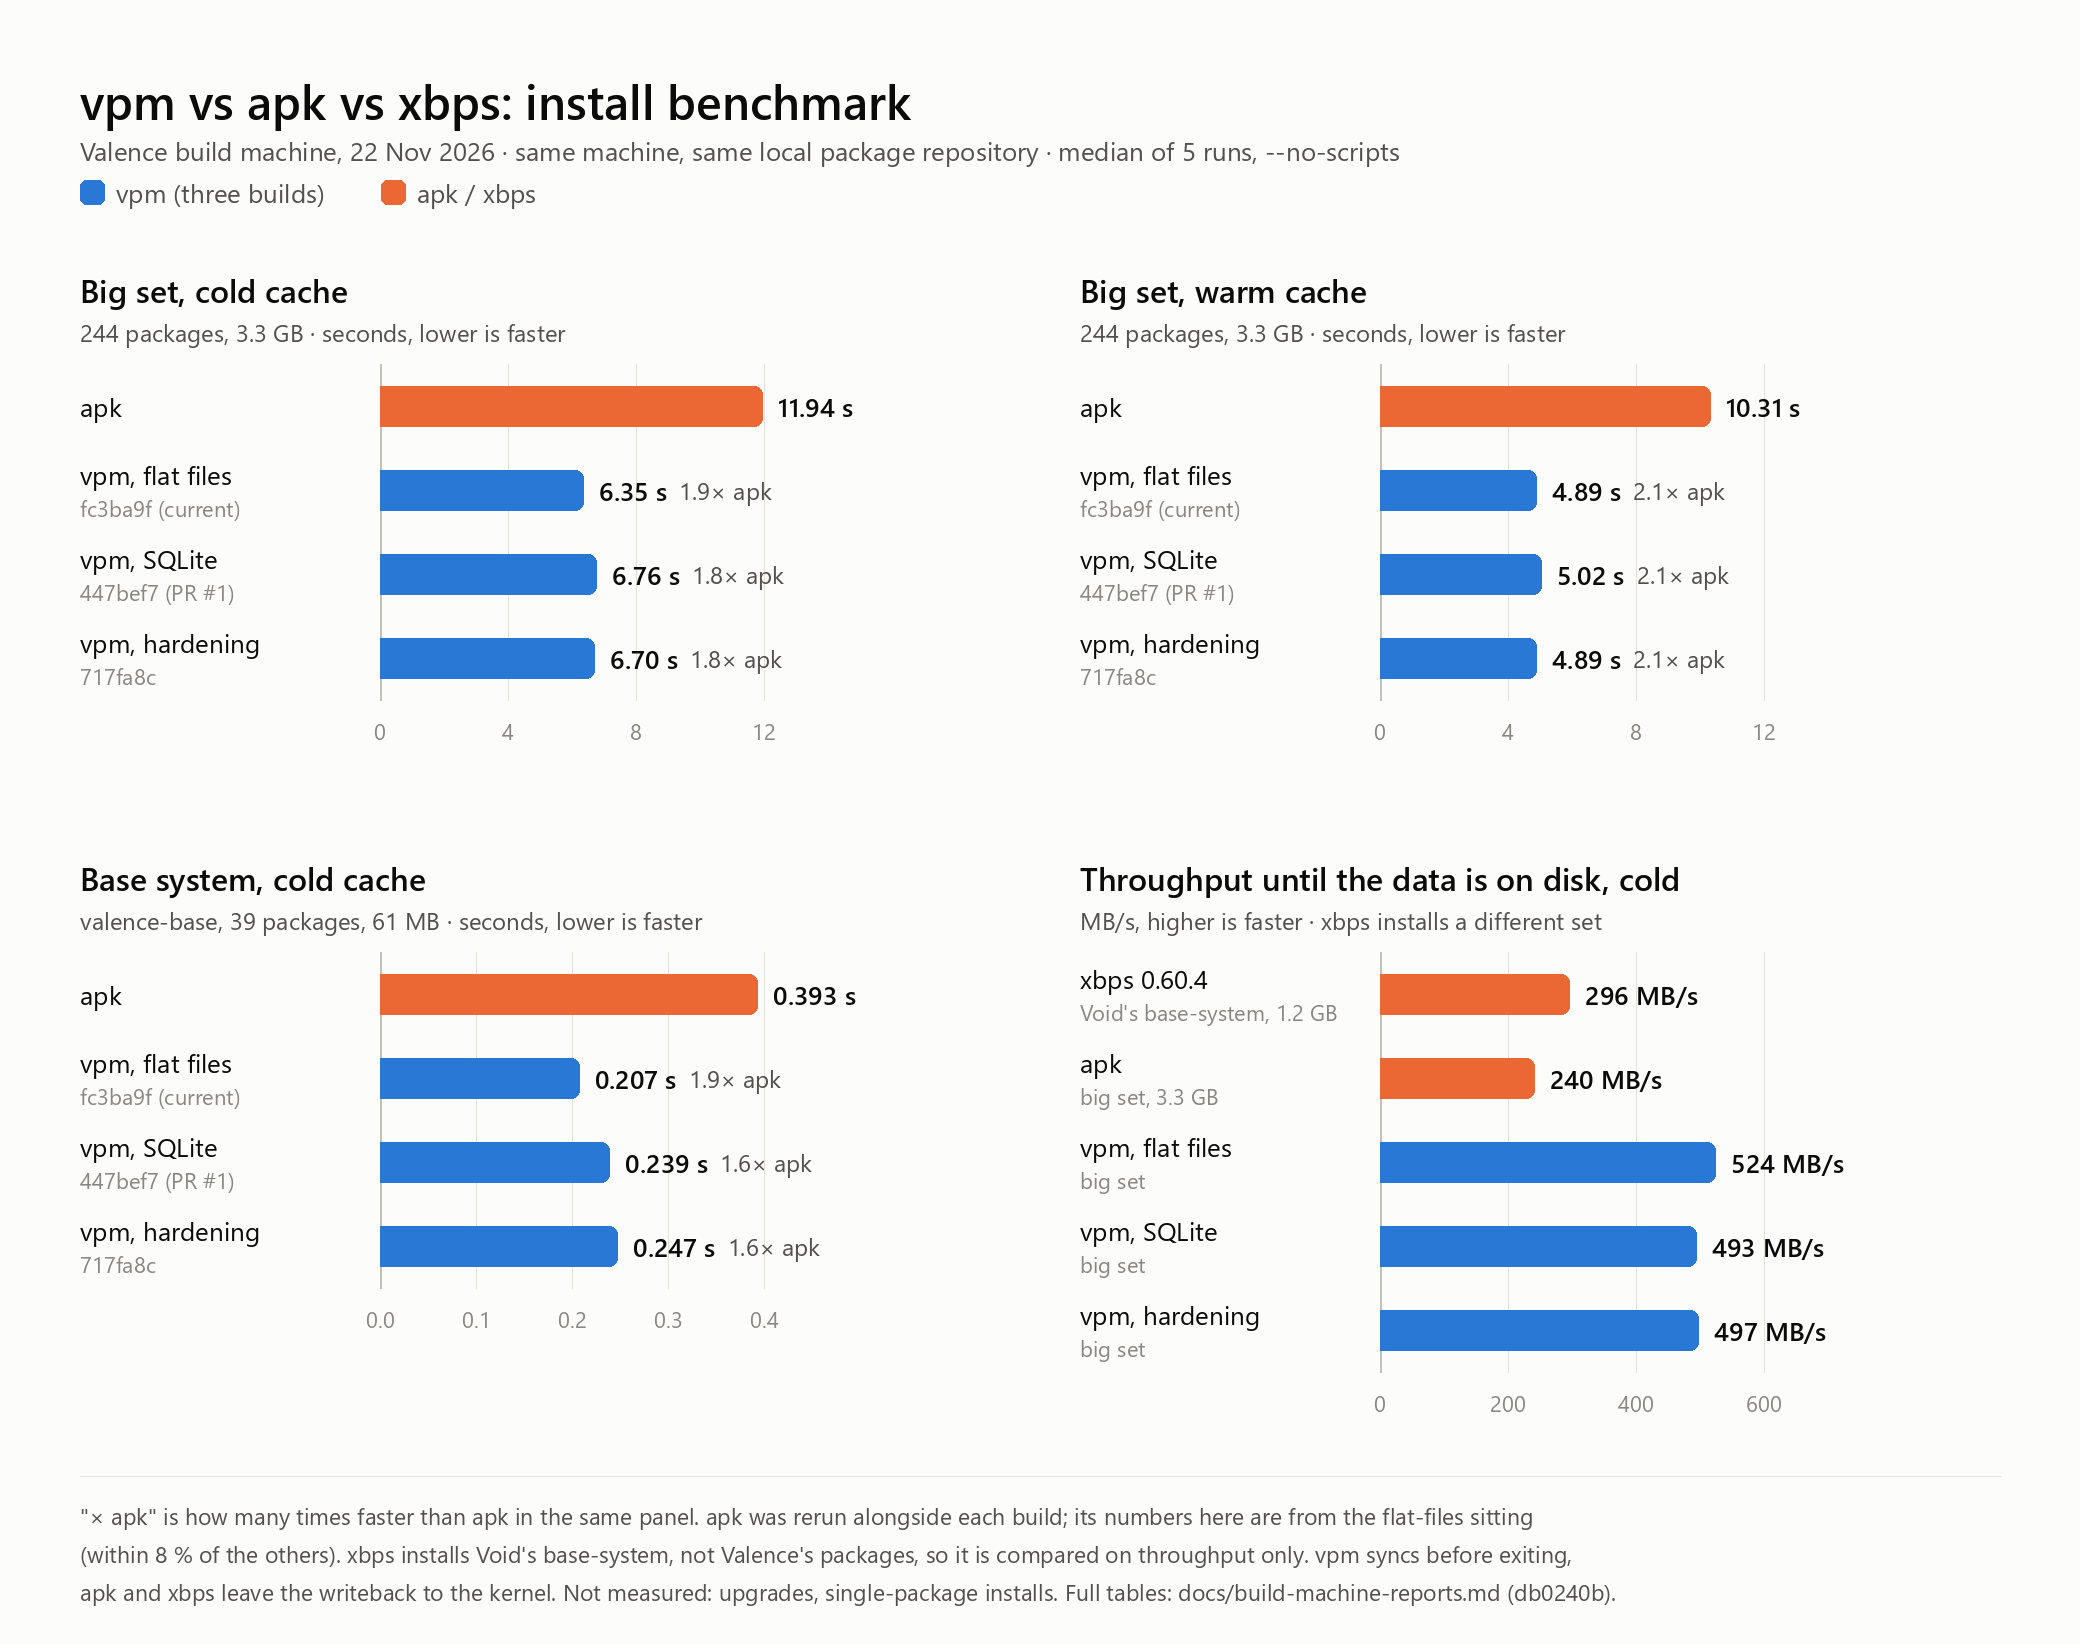 vpm vs apk vs xbps: install benchmark
Valence build machine, 22 Nov 2026 · same machine, same local package repository · median of 5 runs, --no-scripts
vpm (three builds)
apk / xbps
Big set, cold cache
244 packages, 3.3 GB · seconds, lower is faster
apk
11.94 s
vpm, flat files
fc3ba9f (current)
6.35 s 1.9× apk
vpm, SQLite
447bef7 (PR #1)
6.76 s 1.8× apk
vpm, hardening
717fa8c
6.70 s 1.8× apk
0 4 8 12
Big set, warm cache
244 packages, 3.3 GB · seconds, lower is faster
apk
10.31 s
vpm, flat files
fc3ba9f (current)
4.89 s 2.1× apk
vpm, SQLite
447bef7 (PR #1)
5.02 s 2.1× apk
vpm, hardening
717fa8c
4.89 s 2.1× apk
0 4 8 12
Base system, cold cache
valence-base, 39 packages, 61 MB · seconds, lower is faster
apk
0.393 s
vpm, flat files
fc3ba9f (current)
0.207 s 1.9× apk
vpm, SQLite
447bef7 (PR #1)
0.239 s 1.6× apk
vpm, hardening
717fa8c
0.247 s 1.6× apk
0.0 0.1 0.2 0.3 0.4
Throughput until the data is on disk, cold
MB/s, higher is faster · xbps installs a different set
xbps 0.60.4
Void's base-system, 1.2 GB
296 MB/s
apk
big set, 3.3 GB
240 MB/s
vpm, flat files
big set
524 MB/s
vpm, SQLite
big set
493 MB/s
vpm, hardening
big set
497 MB/s
0 200 400 600
"× apk" is how many times faster than apk in the same panel. apk was rerun alongside each build; its numbers here are from the flat-files sitting
(within 8 % of the others). xbps installs Void's base-system, not Valence's packages, so it is compared on throughput only. vpm syncs before exiting,
apk and xbps leave the writeback to the kernel. Not measured: upgrades, single-package installs. Full tables: docs/build-machine-reports.md (db0240b).